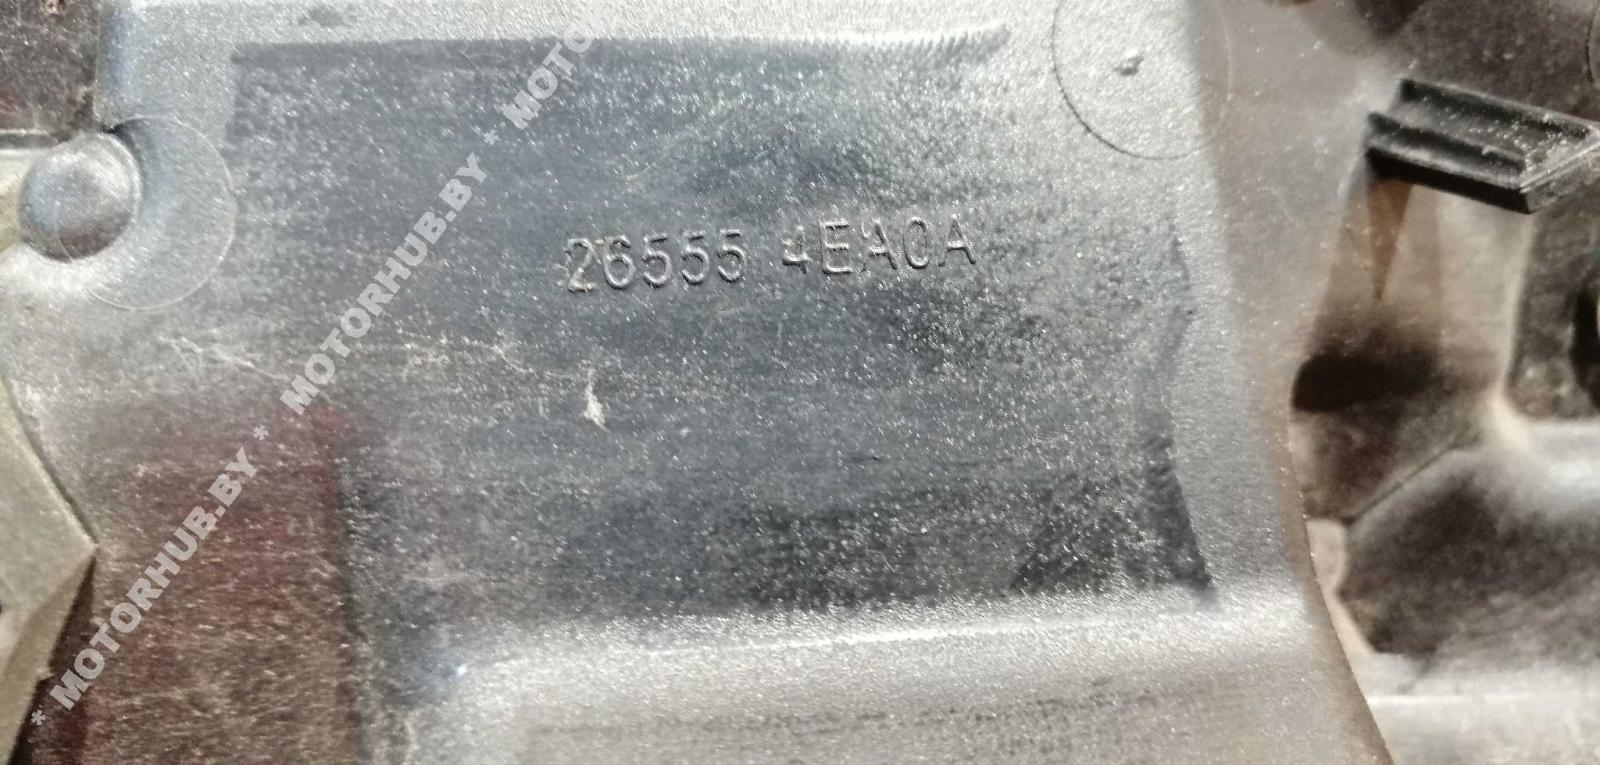 26555 4EA0A
* MOTORHUB.BY * MOTORHUB.BY * MOTO